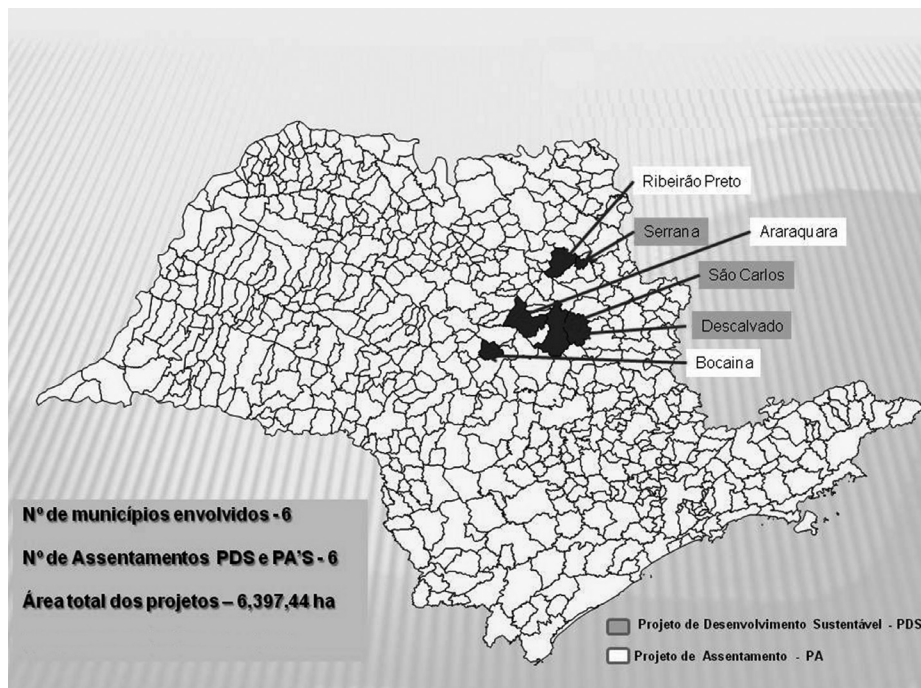 Ribeirão Preto
Serrana
Araraquara
São Carlos
Descalvado
Bocaina
Nº de municípios envolvidos - 6
Nº de Assentamentos PDS e PA'S - 6
Área total dos projetos – 6,397,44 ha
Projeto de Desenvolvimento Sustentável - PDS
Projeto de Assentamento - PA